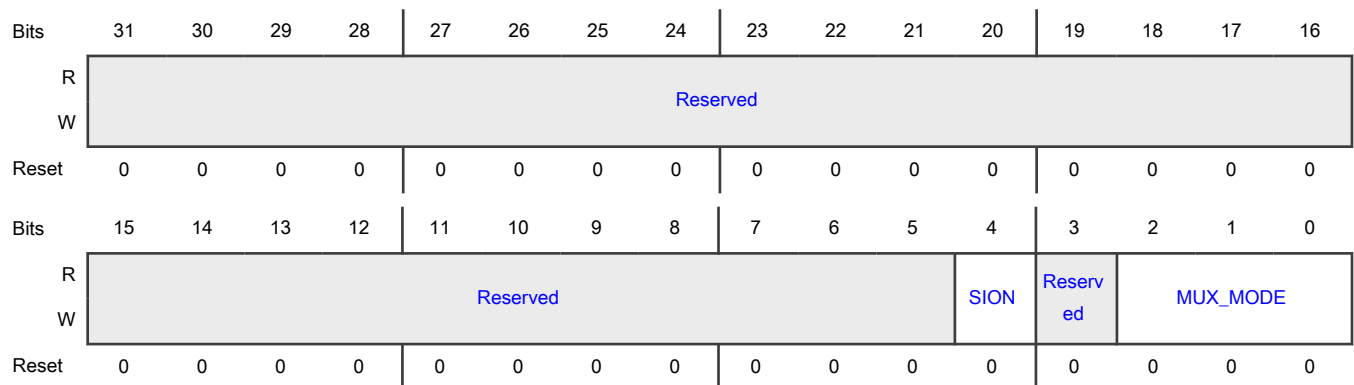 Bits 31 30 29 28 27 26 25 24 23 22 21 20 19 18 17 16
R
Reserved
W
Reset 0 0 0 0 0 0 0 0 0 0 0 0 0 0 0 0
Bits 15 14 13 12 11 10 9 8 7 6 5 4 3 2 1 0
R
Reserved SION Reserv
ed MUX_MODE
W
Reset 0 0 0 0 0 0 0 0 0 0 0 0 0 0 0 0